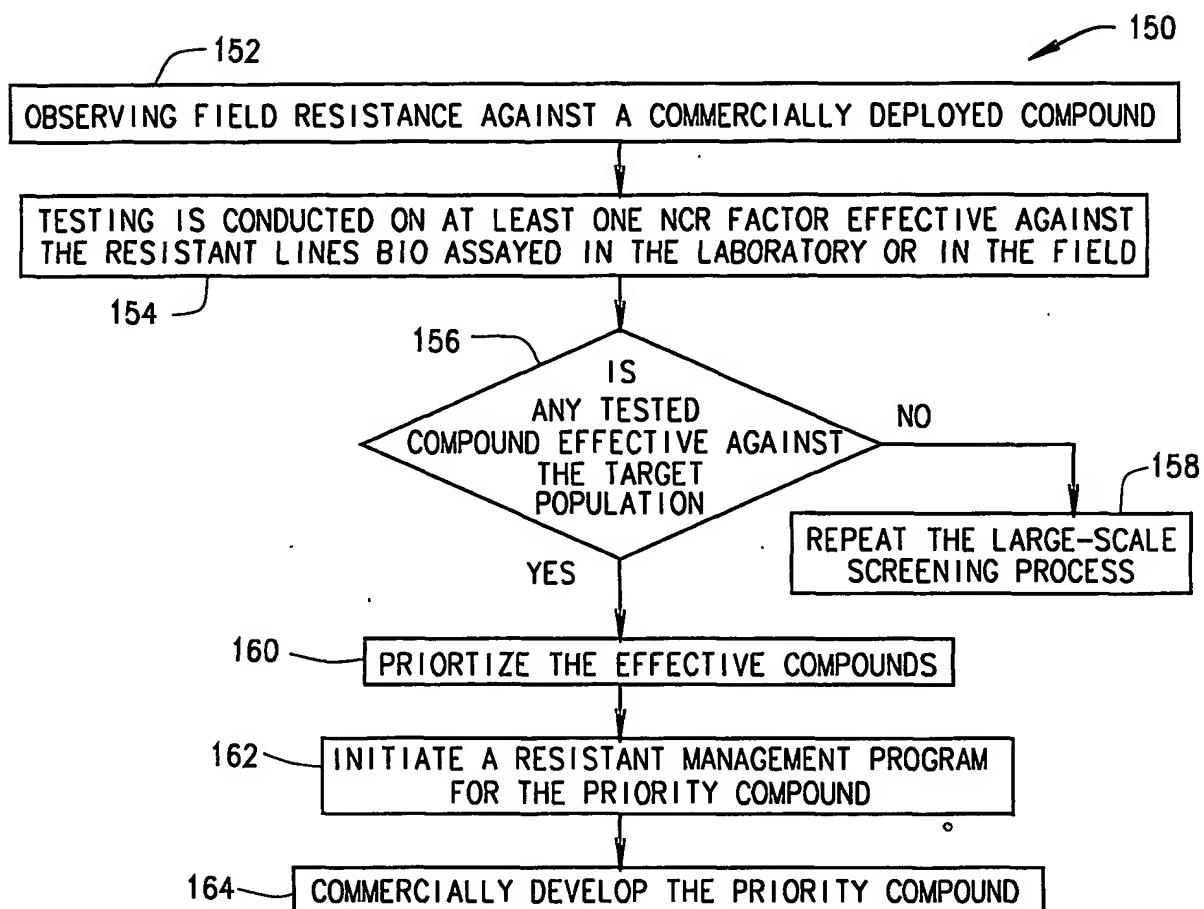 150
152
OBSERVING FIELD RESISTANCE AGAINST A COMMERCIALLY DEPLOYED COMPOUND
TESTING IS CONDUCTED ON AT LEAST ONE NCR FACTOR EFFECTIVE AGAINST
THE RESISTANT LINES BIO ASSAYED IN THE LABORATORY OR IN THE FIELD
154
156
IS
ANY TESTED
COMPOUND EFFECTIVE AGAINST
THE TARGET
POPULATION
NO
158
REPEAT THE LARGE-SCALE
SCREENING PROCESS
YES
160
PRIORTIZE THE EFFECTIVE COMPOUNDS
162
INITIATE A RESISTANT MANAGEMENT PROGRAM
FOR THE PRIORITY COMPOUND
164
COMMERCIALLY DEVELOP THE PRIORITY COMPOUND